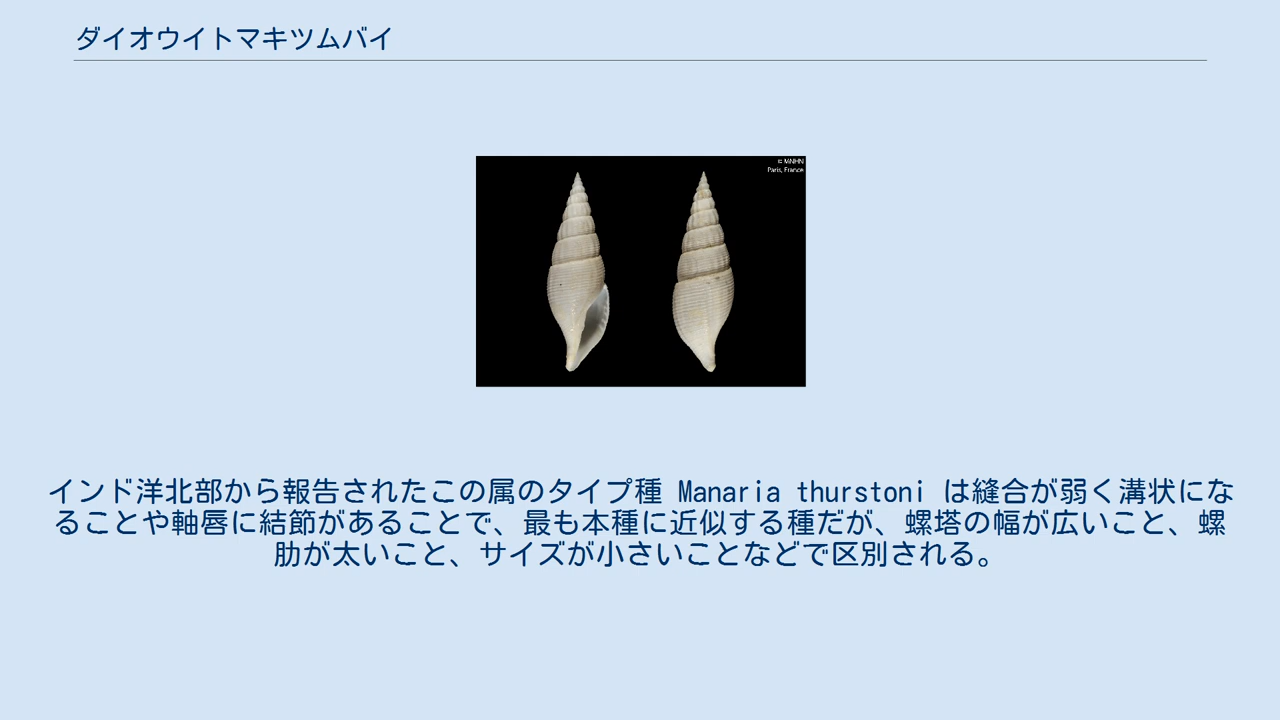 ダイオウイトマキツムバイ
© MNHN
Paris, France
インド洋北部から報告されたこの属のタイプ種 Manaria thurstoni は縫合が弱く溝状にな
ることや軸唇に結節があることで、最も本種に近似する種だが、螺塔の幅が広いこと、螺
肋が太いこと、サイズが小さいことなどで区別される。